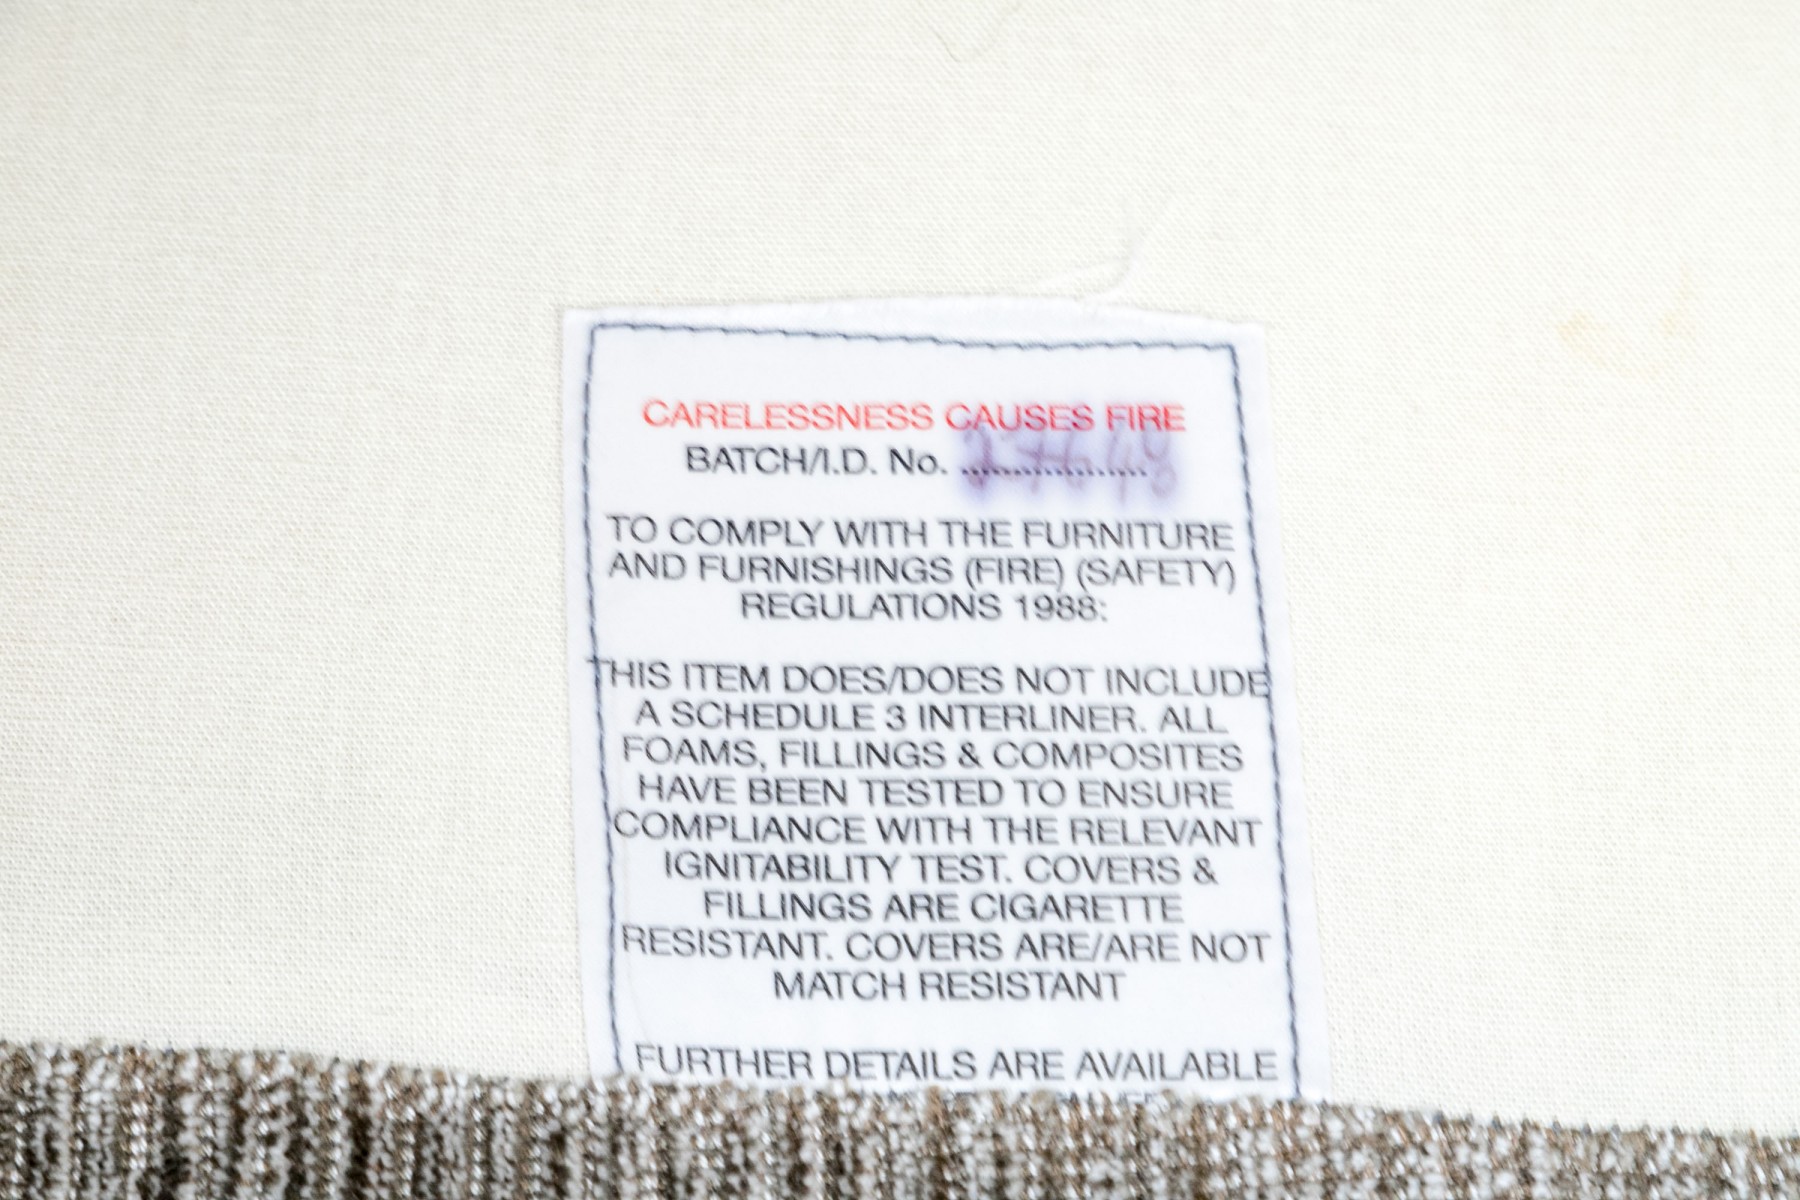 CARELESSNESS CAUSES FIRE
BATCH/I.D. No. ..................
TO COMPLY WITH THE FURNITURE
AND FURNISHINGS (FIRE) (SAFETY)
REGULATIONS 1988:
THIS ITEM DOES/DOES NOT INCLUDE
A SCHEDULE 3 INTERLINER. ALL
FOAMS, FILLINGS & COMPOSITES
HAVE BEEN TESTED TO ENSURE
COMPLIANCE WITH THE RELEVANT
IGNITABILITY TEST. COVERS &
FILLINGS ARE CIGARETTE
RESISTANT. COVERS ARE/ARE NOT
MATCH RESISTANT
FURTHER DETAILS ARE AVAILABLE